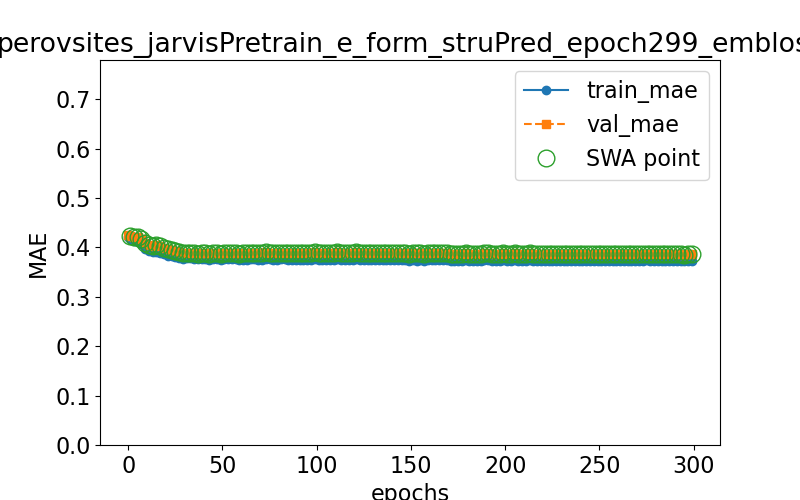 perovsites_jarvisPretrain_e_form_struPred_epoch299_emblos
train_mae
val_mae
SWA point
MAE
0.7
0.6
0.5
0.4
0.3
0.2
0.1
0.0
0 50 100 150 200 250 300
epochs